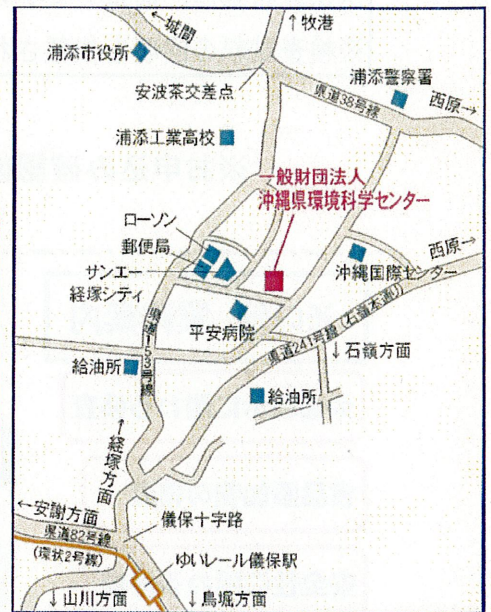 ←城間
↑牧港
浦添市役所
安波茶交差点
浦添警察署
県道38号線
西原→
浦添工業高校
一般財団法人
沖縄県環境科学センター
ローソン
郵便局
サンエー
経塚シティ
西原→
沖縄国際センター
平安病院
県道153号線
県道241号線(石嶺本通り)
↓石嶺方面
給油所
給油所
↑経塚方面
←安謝方面
県道82号線
(環状2号線)
儀保十字路
ゆいレール儀保駅
↓山川方面
↓鳥堀方面